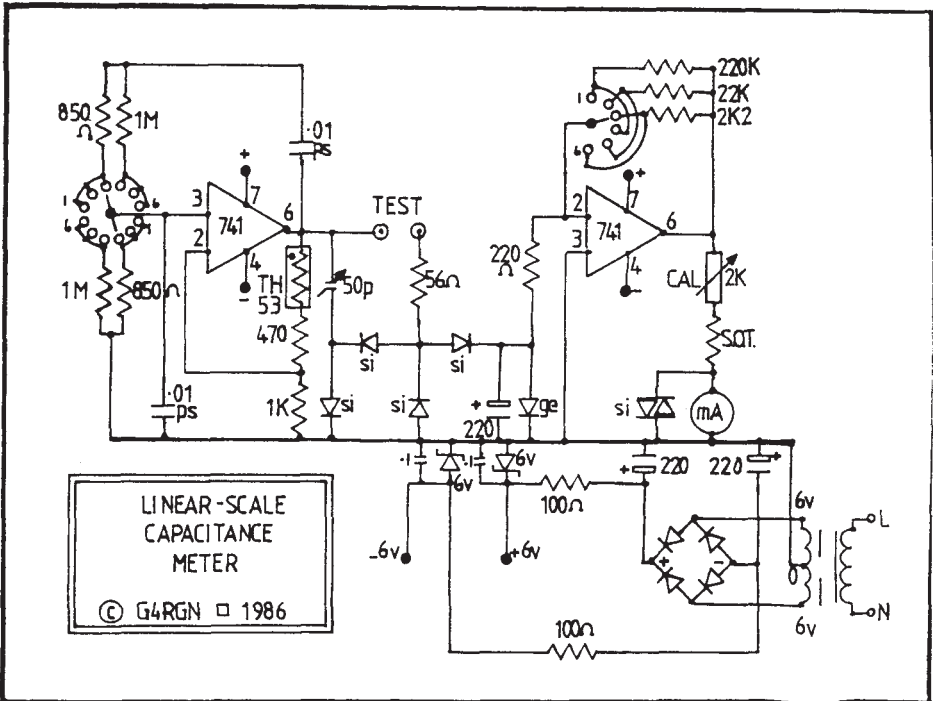 220K
22K
2K2
850
Ω
1M
.01
ps
1
6
+
7
3
2
741
6
4
-
TEST
1
6
6
1M
850Ω
TH
53
50p
470
56Ω
220
Ω
2
3
741
+
7
6
4
-
CAL
2K
S.O.T.
si
si
.01
ps
1K
si
si
+
220
ge
si
mA
.1
6v
.1
6v
100Ω
+
220
220
+
6v
L
-6v
+6v
+
-
N
6v
100Ω
LINEAR-SCALE
CAPACITANCE
METER
© G4RGN □ 1986